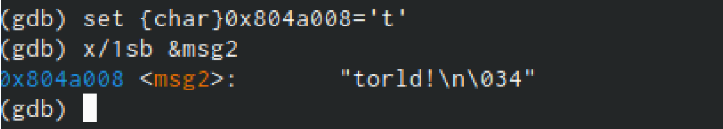 (gdb) set {char}0x804a008='t'
(gdb) x/1sb &msg2
0x804a008 <msg2>: "torld!\n\034"
(gdb)